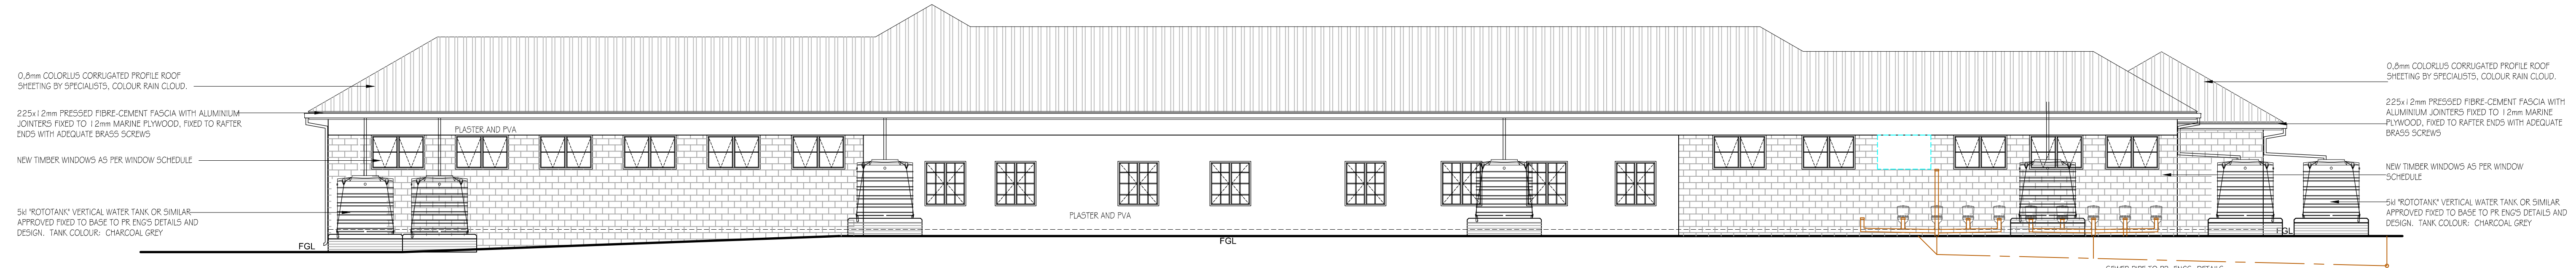 0,8mm COLORLUS CORRUGATED PROFILE ROOF
SHEETING BY SPECIALISTS, COLOUR RAIN CLOUD.
225x12mm PRESSED FIBRE-CEMENT FASCIA WITH ALUMINIUM
JOINTERS FIXED TO 12mm MARINE PLYWOOD, FIXED TO RAFTER
ENDS WITH ADEQUATE BRASS SCREWS
NEW TIMBER WINDOWS AS PER WINDOW SCHEDULE
5kl "ROTOTANK" VERTICAL WATER TANK OR SIMILAR
APPROVED FIXED TO BASE TO PR ENG'S DETAILS AND
DESIGN. TANK COLOUR: CHARCOAL GREY
FGL
PLASTER AND PVA
PLASTER AND PVA
FGL
0,8mm COLORLUS CORRUGATED PROFILE ROOF
SHEETING BY SPECIALISTS, COLOUR RAIN CLOUD.
225x12mm PRESSED FIBRE-CEMENT FASCIA WITH
ALUMINIUM JOINTERS FIXED TO 12mm MARINE
PLYWOOD, FIXED TO RAFTER ENDS WITH ADEQUATE
BRASS SCREWS
NEW TIMBER WINDOWS AS PER WINDOW
SCHEDULE
5kl "ROTOTANK" VERTICAL WATER TANK OR SIMILAR
APPROVED FIXED TO BASE TO PR ENG'S DETAILS AND
DESIGN. TANK COLOUR: CHARCOAL GREY
FGL
SEWER PIPE TO PR. ENG'S. DETAILS